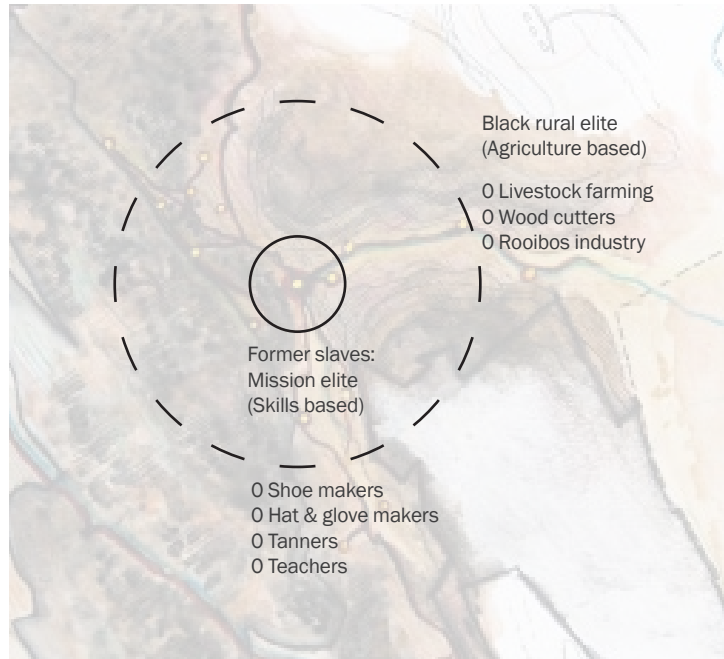 Black rural elite
(Agriculture based)
0 Livestock farming
0 Wood cutters
0 Rooibos industry
Former slaves:
Mission elite
(Skills based)
0 Shoe makers
0 Hat & glove makers
0 Tanners
0 Teachers